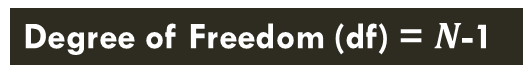 Degree of Freedom (df) = N-1